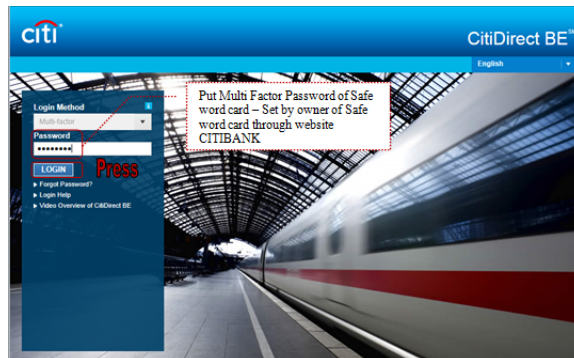 citi
CitiDirect BE
English
Login Method
Multi-factor
Password
LOGIN
Press
Forgot Password?
Login Help
Video Overview of CitiDirect BE
Put Multi Factor Password of Safe
word card – Set by owner of Safe
word card through website
CITIBANK